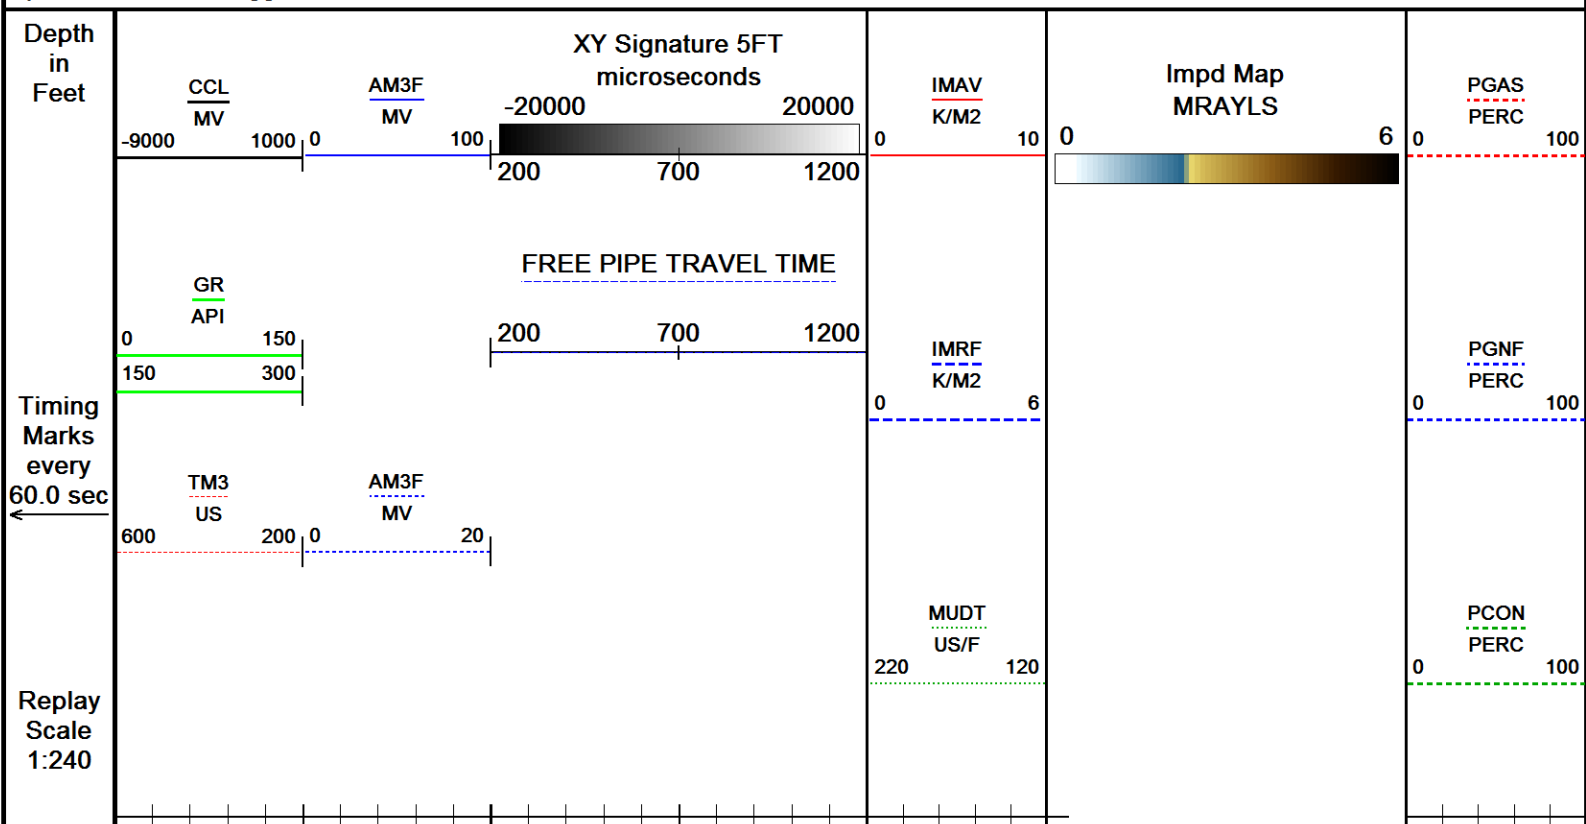 Depth
in
Feet
CCL
MV
-9000 1000
AM3F
MV
0 100
XY Signature 5FT
microseconds
-20000 20000
200 700 1200
IMAV
K/M2
0 10
Impd Map
MRAYLS
0 6
PGAS
PERC
0 100
GR
API
0 150
150 300
FREE PIPE TRAVEL TIME
200 700 1200
IMRF
K/M2
0 6
PGNF
PERC
0 100
Timing
Marks
every
60.0 sec
TM3
US
600 200
AM3F
MV
0 20
MUDT
US/F
220 120
PCON
PERC
0 100
Replay
Scale
1:240